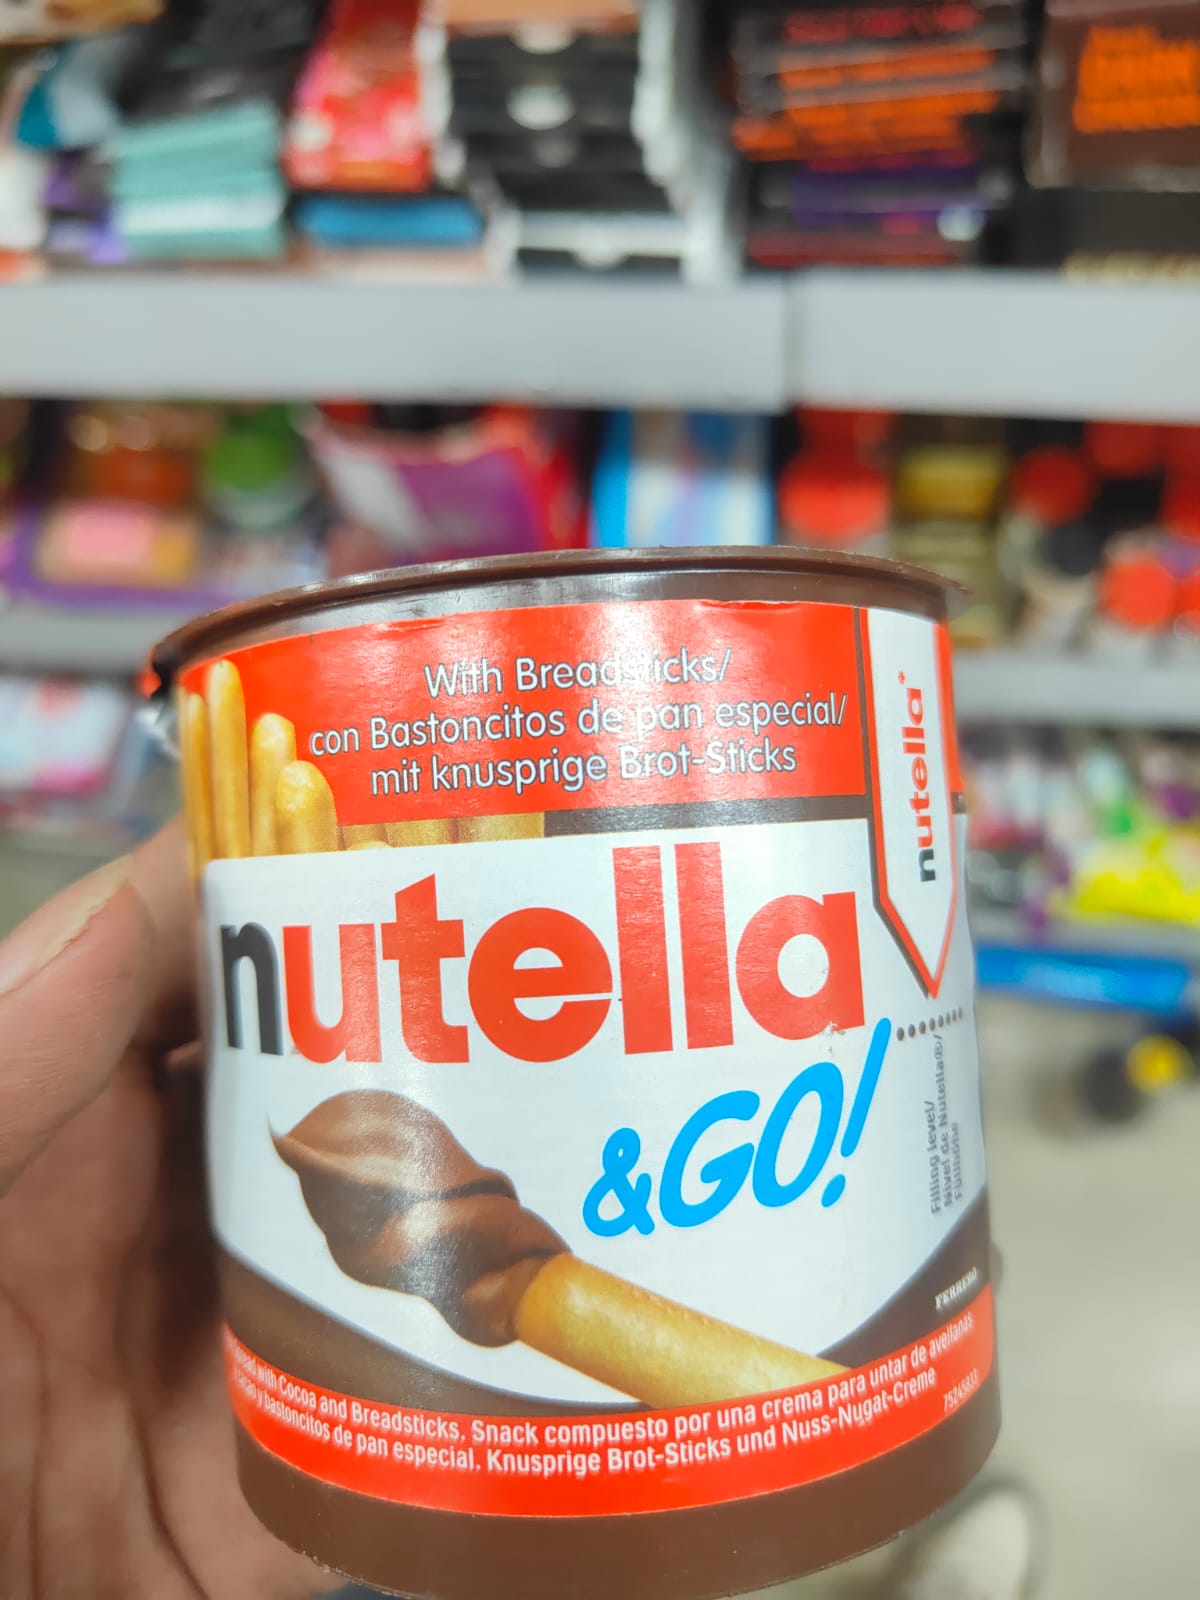 With Breadsticks/
con Bastoncitos de pan especial/
mit knusprige Brot-Sticks
nutella*
nutella
&GO!
Filling level/
Nivel de Nutella®/
Füllhöhe
FERRERO
with Cocoa and Breadsticks. Snack compuesto por una crema para untar de avellanas
y bastoncitos de pan especial. Knusprige Brot-Sticks und Nuss-Nugat-Creme